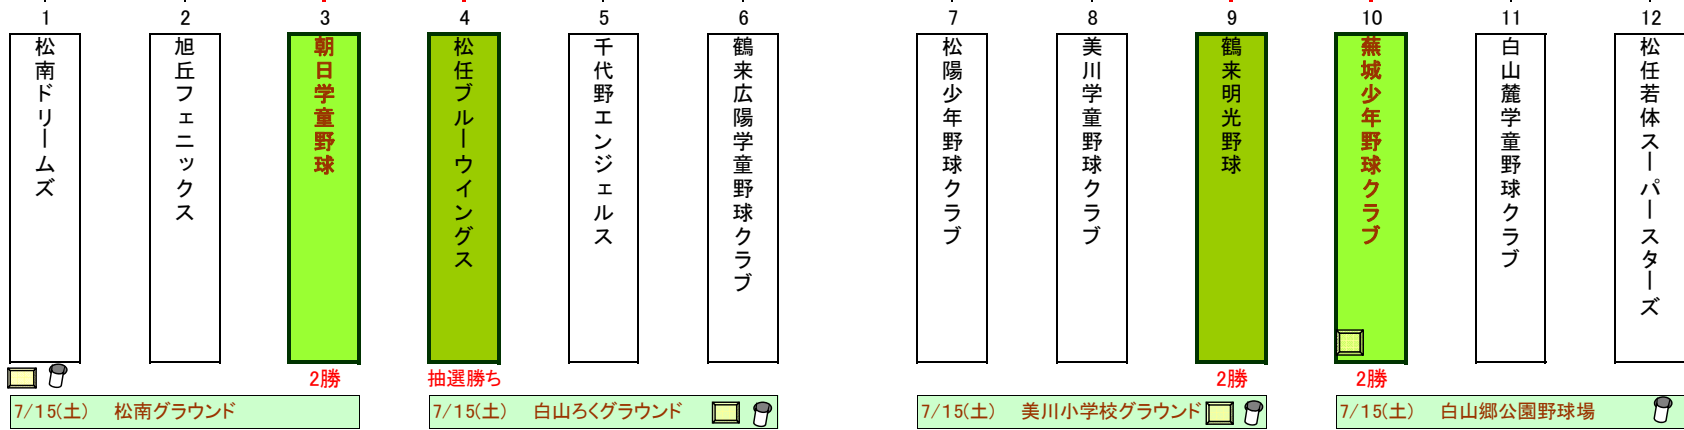 1
2
3
4
5
6
7
8
9
10
11
12
松南ドリームズ
旭丘フェニックス
朝日学童野球
松任ブルーウイングス
千代野エンジェルス
鶴来広陽学童野球クラブ
松陽少年野球クラブ
美川学童野球クラブ
鶴来明光野球
蕪城少年野球クラブ
白山麓学童野球クラブ
松任若体スーパースターズ
2勝
抽選勝ち
2勝
2勝
7/15(土) 松南グラウンド
7/15(土) 白山ろくグラウンド
7/15(土) 美川小学校グラウンド
7/15(土) 白山郷公園野球場